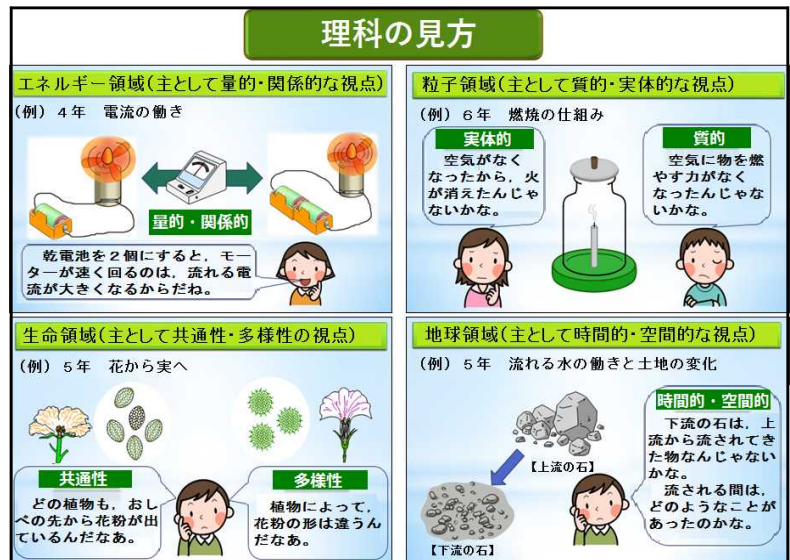 理科の見方
エネルギー領域(主として量的・関係的な視点)
(例) 4年 電流の働き
量的・関係的
乾電池を2個にすると，モー
ターが速く回るのは，流れる電
流が大きくなるからだね。
粒子領域(主として質的・実体的な視点)
(例) 6年 燃焼の仕組み
実体的
空気がなく
なったから，火
が消えたんじゃ
ないかな。
質的
空気に物を燃
やす力がなく
なったんじゃな
いかな。
生命領域(主として共通性・多様性の視点)
(例) 5年 花から実へ
共通性
どの植物も，おし
べの先から花粉が出
ているんだなあ。
多様性
植物によって，
花粉の形は違うん
だなあ。
地球領域(主として時間的・空間的な視点)
(例) 5年 流れる水の働きと土地の変化
【上流の石】
【下流の石】
時間的・空間的
下流の石は，上
流から流されてき
た物なんじゃない
かな。
流される間は，
どのようなことが
あったのかな。